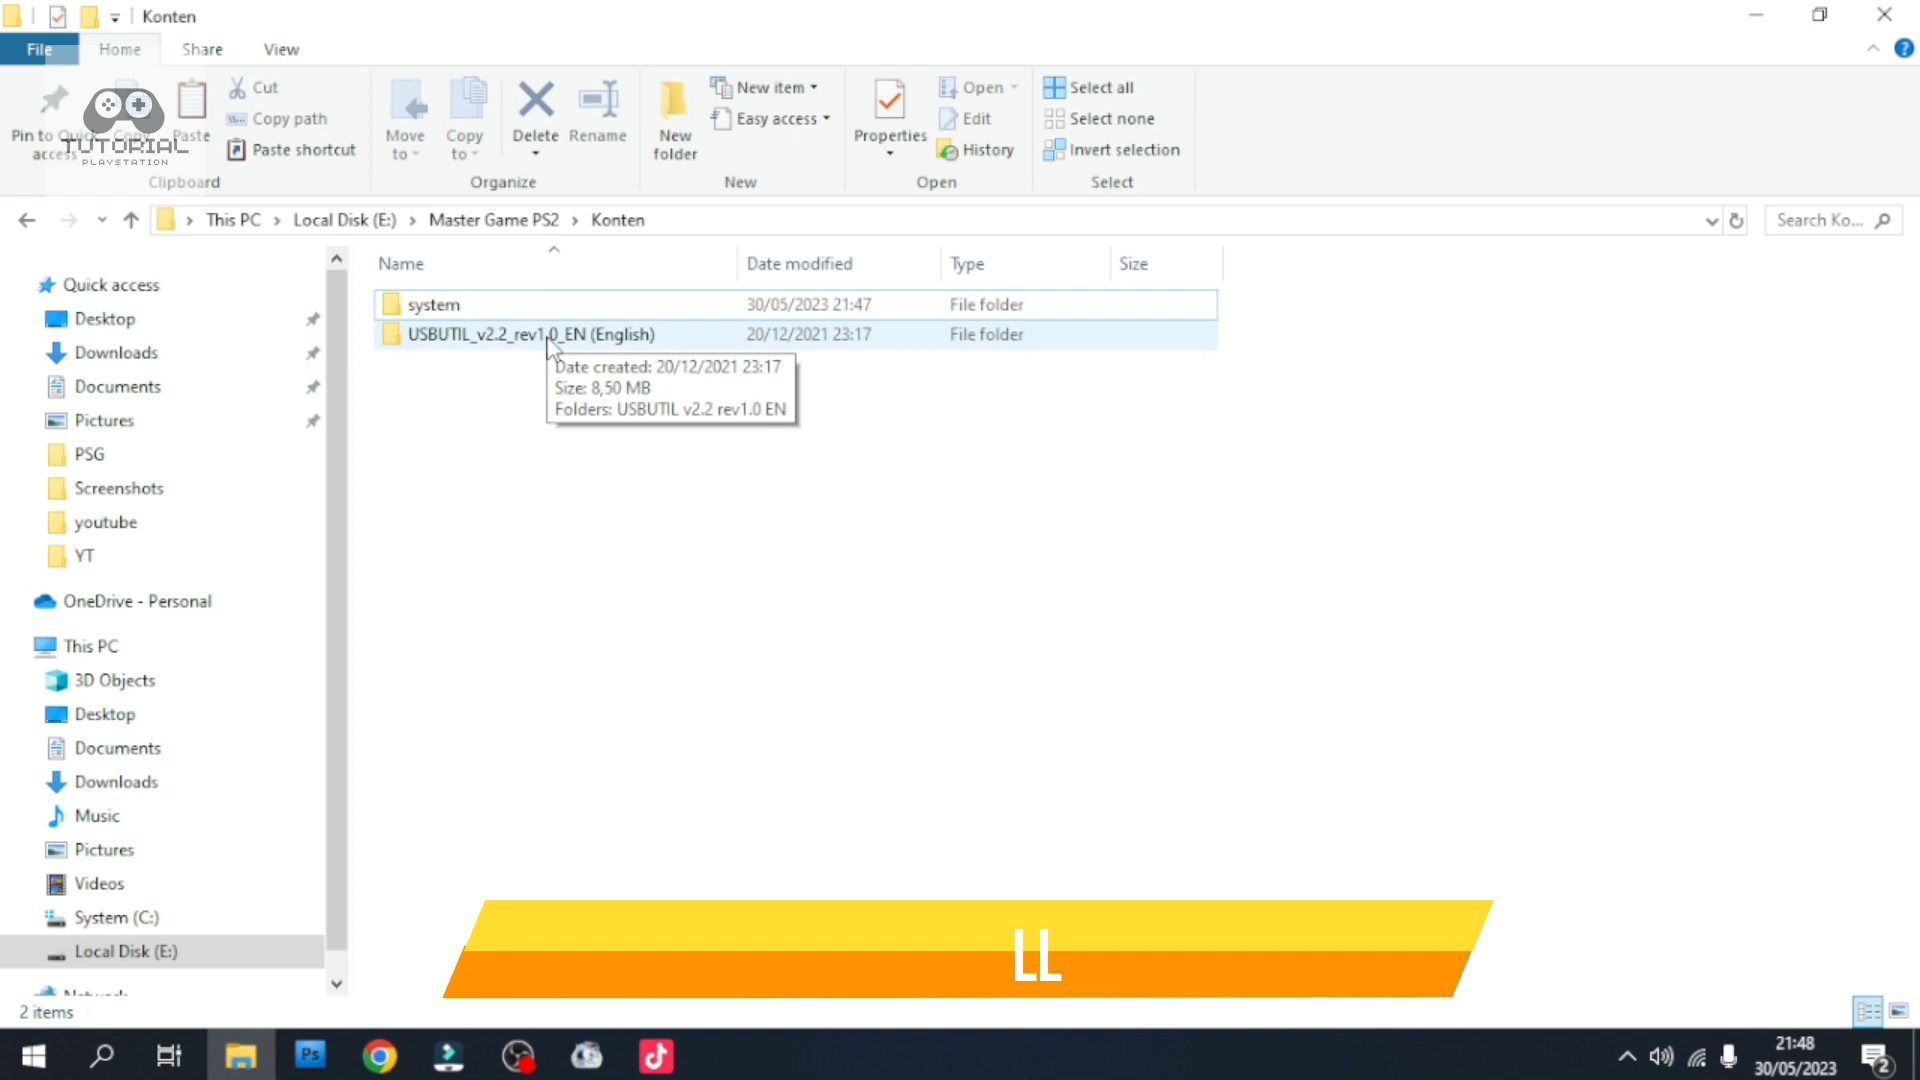 Konten
File Home Share View
Pin to Quick access
Copy
Paste
Cut
Copy path
Paste shortcut
Clipboard
Move to
Copy to
Delete
Rename
Organize
New folder
New item
Easy access
New
Properties
Open
Edit
History
Open
Select all
Select none
Invert selection
Select
TUTORIAL
PLAYSTATION
This PC > Local Disk (E:) > Master Game PS2 > Konten
Search Ko...
Name Date modified Type Size
system 30/05/2023 21:47 File folder
USBUTIL_v2.2_rev1.0_EN (English) 20/12/2021 23:17 File folder
Date created: 20/12/2021 23:17
Size: 8,50 MB
Folders: USBUTIL v2.2 rev1.0 EN
Quick access
Desktop
Downloads
Documents
Pictures
PSG
Screenshots
youtube
YT
OneDrive - Personal
This PC
3D Objects
Desktop
Documents
Downloads
Music
Pictures
Videos
System (C:)
Local Disk (E:)
Network
LL
2 items
Ps
21:48
30/05/2023
2